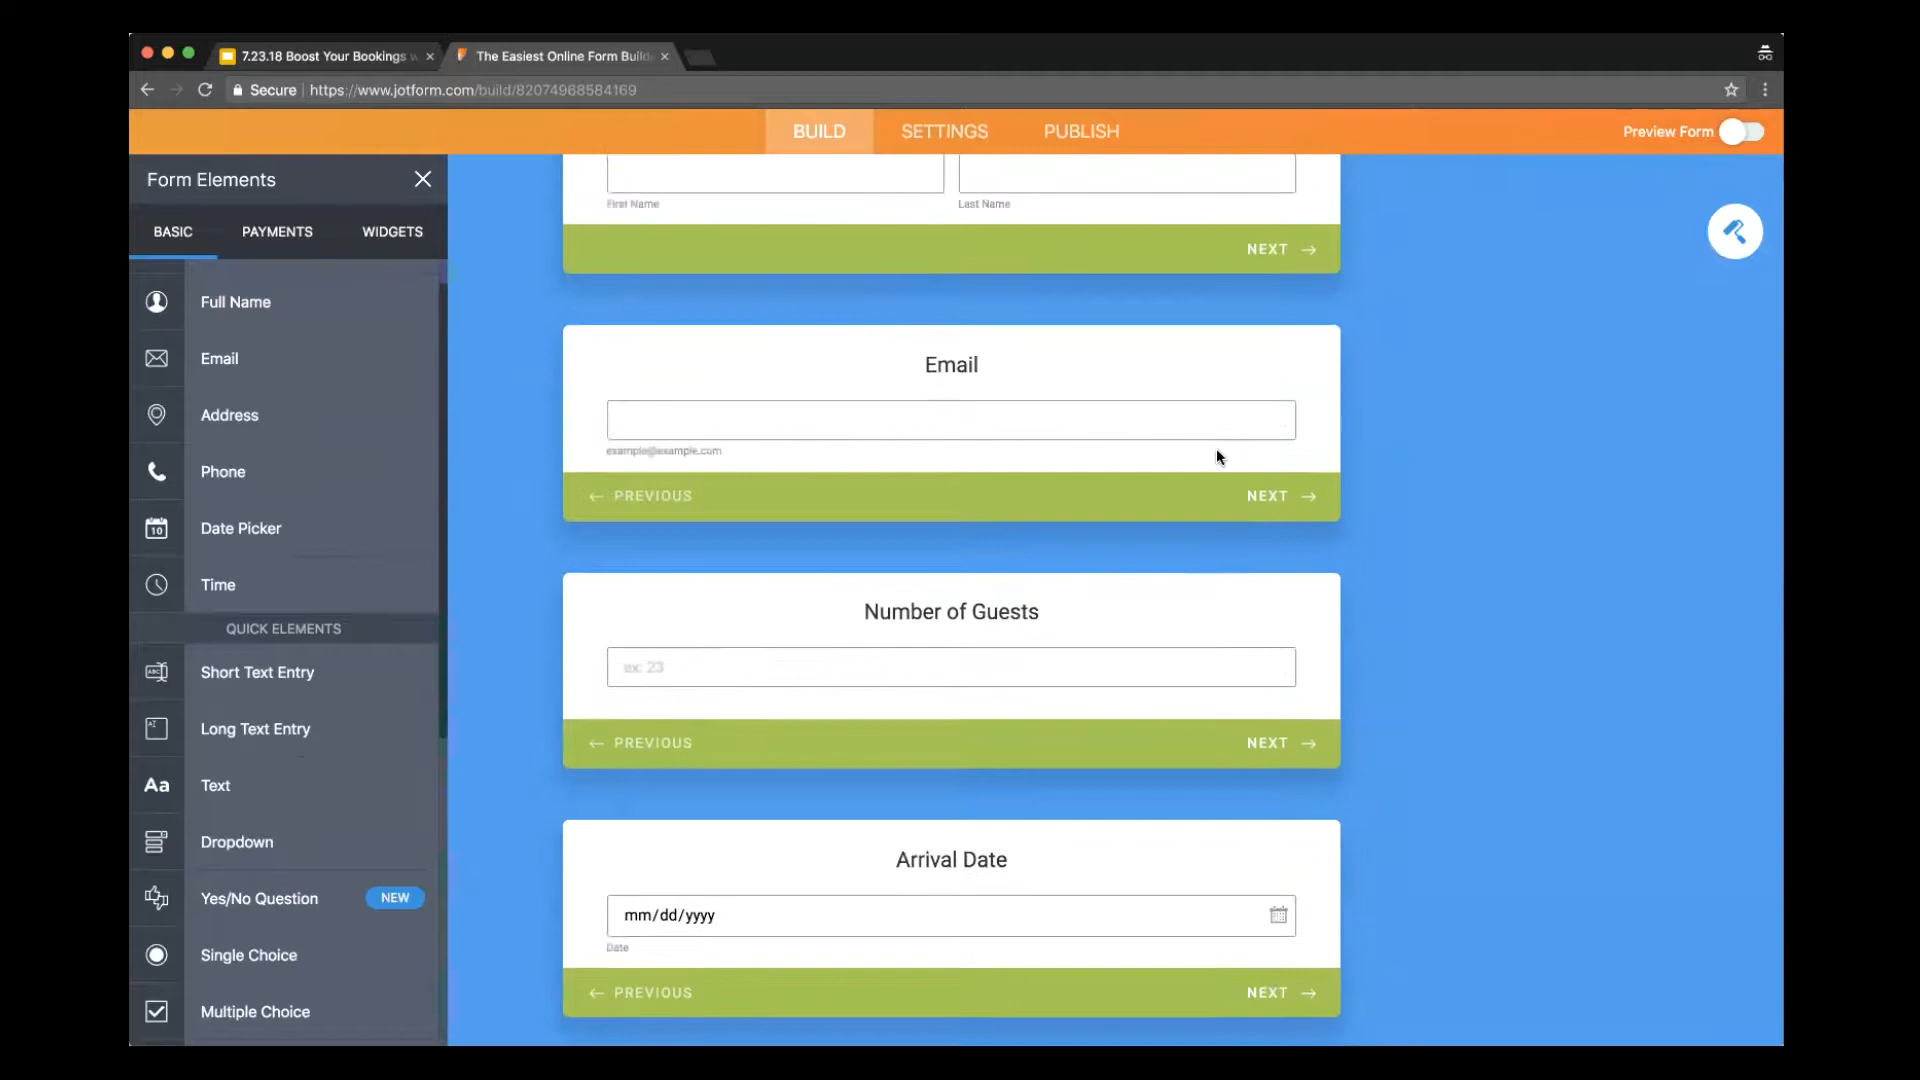 7.23.18 Boost Your Bookings
The Easiest Online Form Build
Secure https://www.jotform.com/build/82074968584169
BUILD SETTINGS PUBLISH
Preview Form
Form Elements
BASIC PAYMENTS WIDGETS
Full Name
Email
Address
Phone
10
Date Picker
Time
QUICK ELEMENTS
Short Text Entry
Long Text Entry
Aa Text
Dropdown
Yes/No Question NEW
Single Choice
Multiple Choice
First Name Last Name
NEXT →
Email
example@example.com
← PREVIOUS NEXT →
Number of Guests
ex: 23
← PREVIOUS NEXT →
Arrival Date
mm/dd/yyyy
Date
← PREVIOUS NEXT →